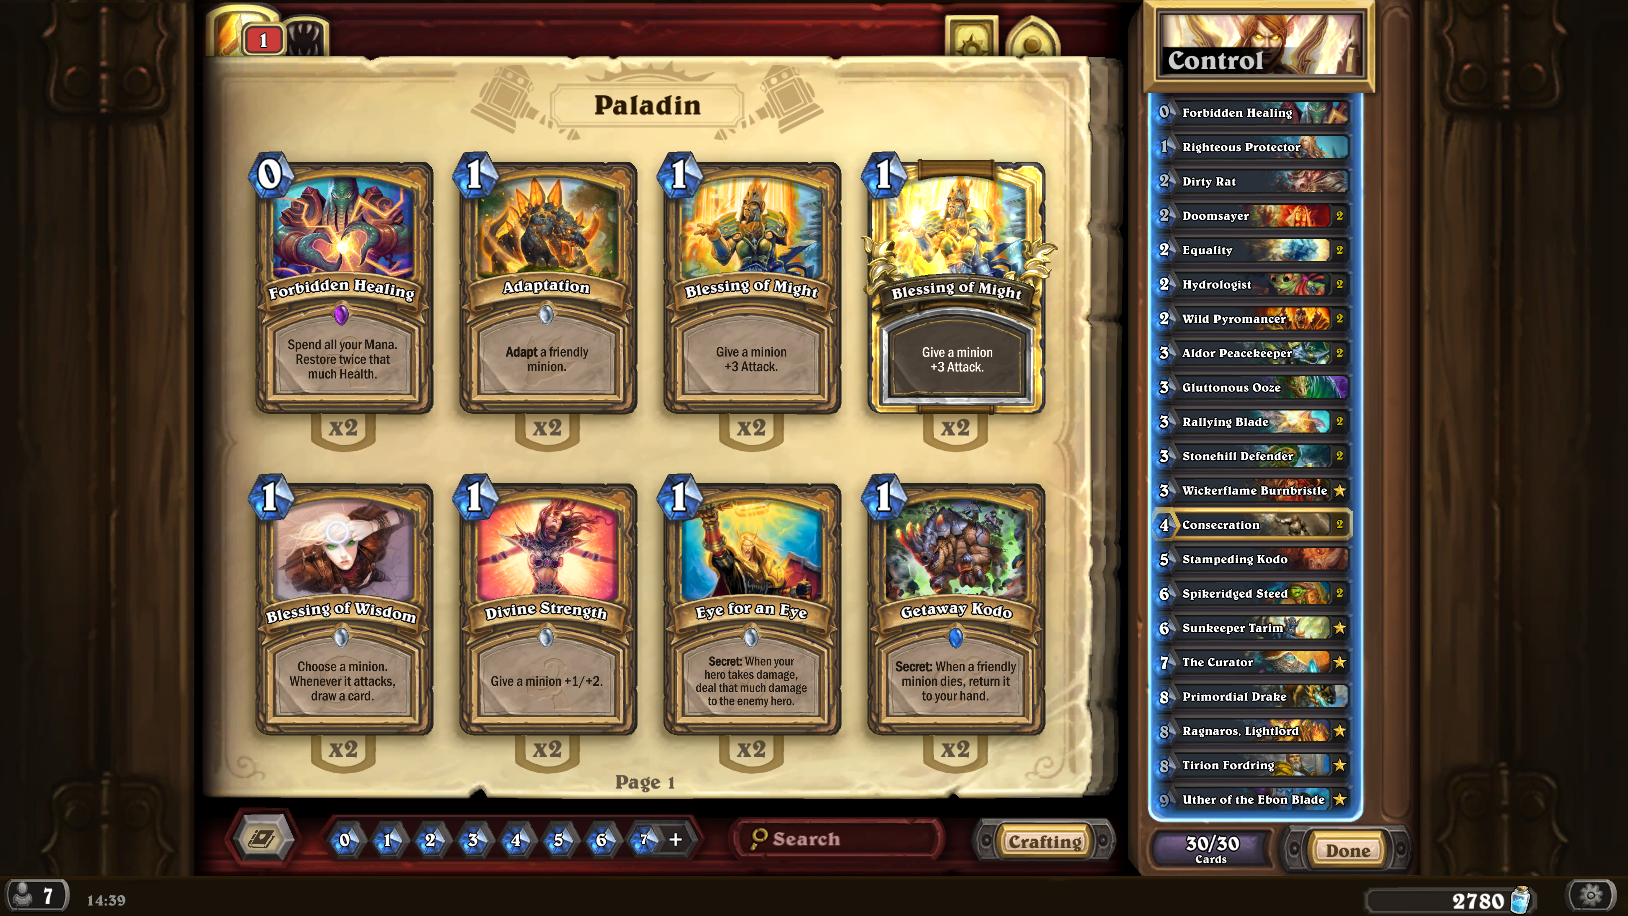 1
Paladin
0
Forbidden Healing
Spend all your Mana.
Restore twice that
much Health.
x2
1
Adaptation
Adapt a friendly
minion.
x2
1
Blessing of Might
Give a minion
+3 Attack.
x2
1
Blessing of Might
Give a minion
+3 Attack.
x2
1
Blessing of Wisdom
Choose a minion.
Whenever it attacks,
draw a card.
x2
1
Divine Strength
Give a minion +1/+2.
x2
1
Eye for an Eye
Secret: When your
hero takes damage,
deal that much damage
to the enemy hero.
x2
1
Getaway Kodo
Secret: When a friendly
minion dies, return it
to your hand.
x2
Page 1
0 1 2 3 4 5 6 7 +
Search
Crafting
Control
0 Forbidden Healing
1 Righteous Protector
2 Dirty Rat
2 Doomsayer 2
2 Equality 2
2 Hydrologist 2
2 Wild Pyromancer 2
3 Aldor Peacekeeper 2
3 Gluttonous Ooze
3 Rallying Blade 2
3 Stonehill Defender 2
3 Wickerflame Burnbristle
4 Consecration 2
5 Stampeding Kodo
6 Spikeridged Steed 2
6 Sunkeeper Tarim
7 The Curator
8 Primordial Drake
8 Ragnaros, Lightlord
8 Tirion Fordring
9 Uther of the Ebon Blade
30/30
Cards
Done
7
14:39
2780